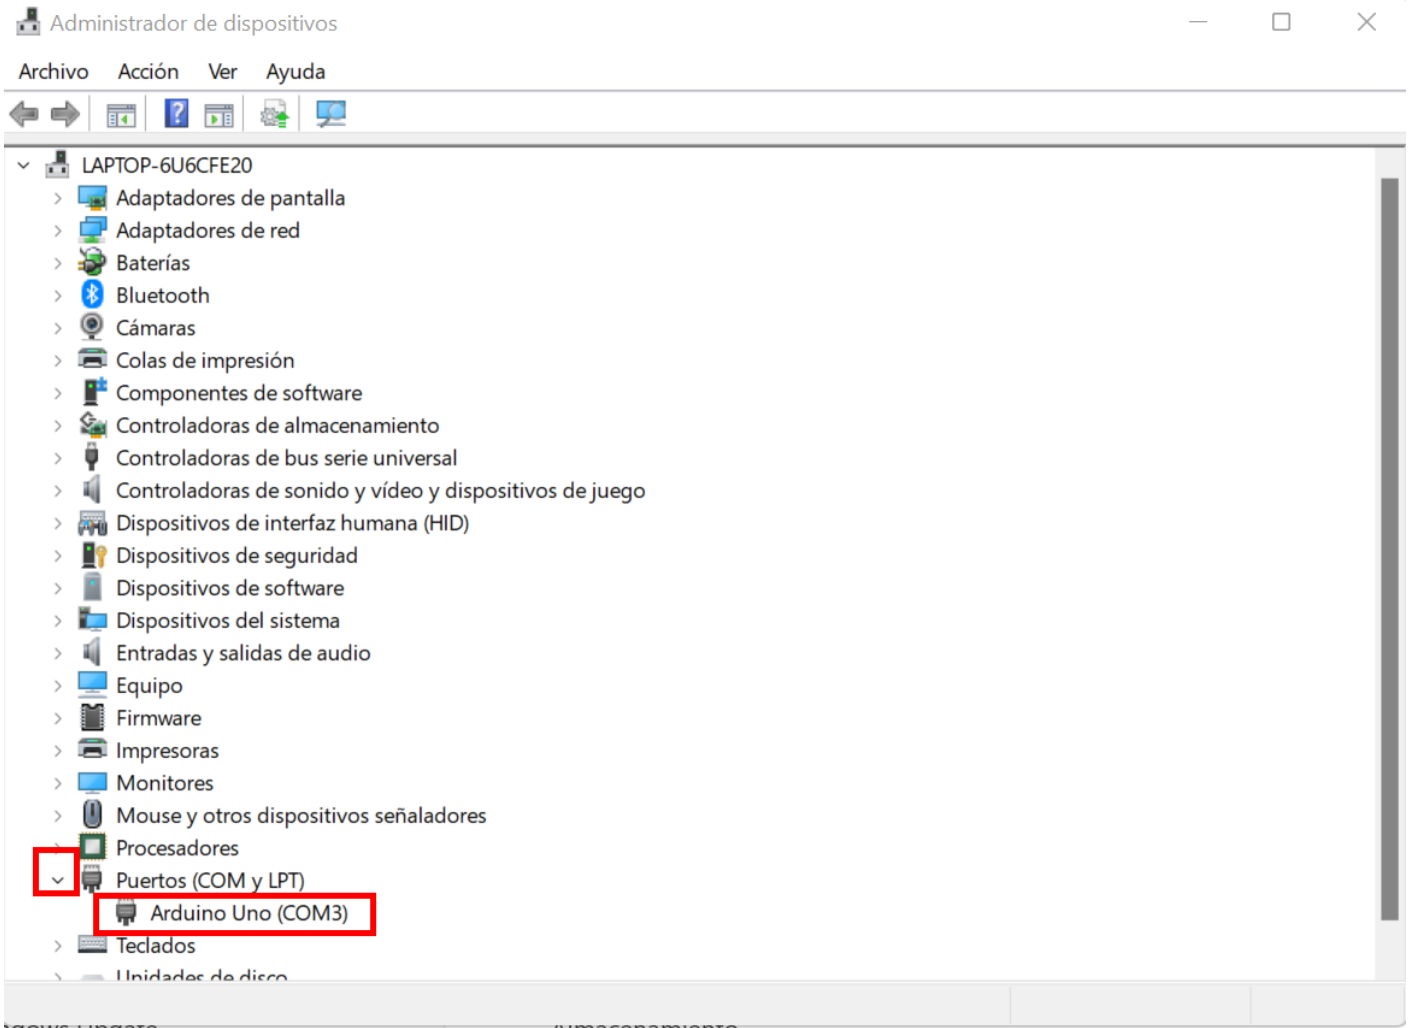 Administrador de dispositivos
Archivo Acción Ver Ayuda
LAPTOP-6U6CFE20
Adaptadores de pantalla
Adaptadores de red
Baterías
Bluetooth
Cámaras
Colas de impresión
Componentes de software
Controladoras de almacenamiento
Controladoras de bus serie universal
Controladoras de sonido y vídeo y dispositivos de juego
Dispositivos de interfaz humana (HID)
Dispositivos de seguridad
Dispositivos de software
Dispositivos del sistema
Entradas y salidas de audio
Equipo
Firmware
Impresoras
Monitores
Mouse y otros dispositivos señaladores
Procesadores
Puertos (COM y LPT)
Arduino Uno (COM3)
Teclados
Unidades de disco